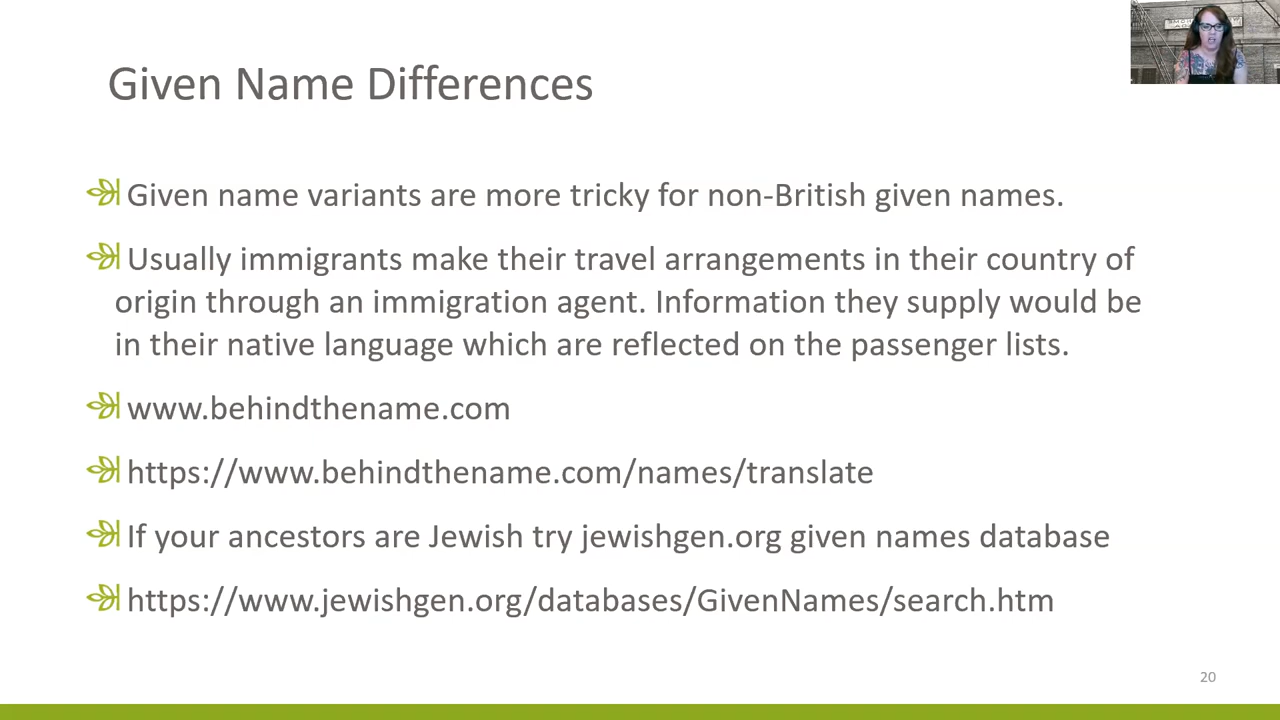 Given Name Differences
Given name variants are more tricky for non-British given names.
Usually immigrants make their travel arrangements in their country of
origin through an immigration agent. Information they supply would be
in their native language which are reflected on the passenger lists.
www.behindthename.com
https://www.behindthename.com/names/translate
If your ancestors are Jewish try jewishgen.org given names database
https://www.jewishgen.org/databases/GivenNames/search.htm
20